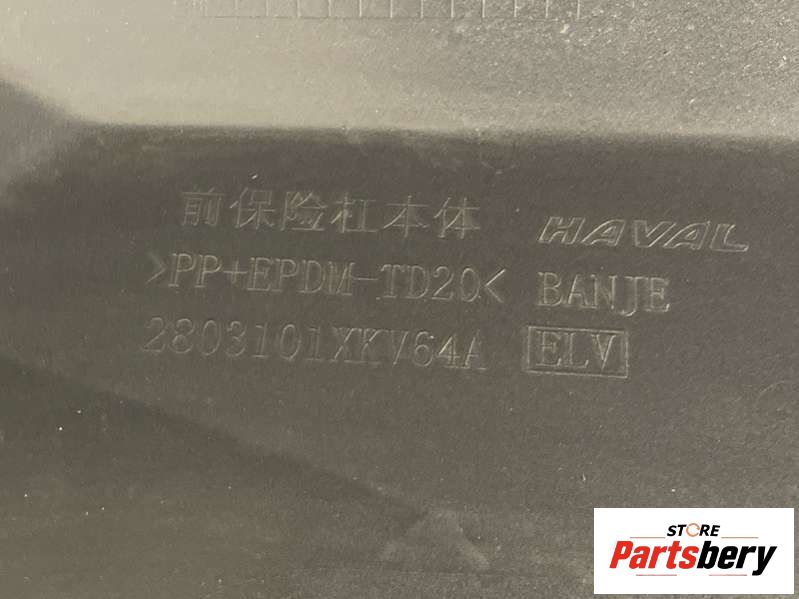 前保险杠本体 HAVAL
>PP+EPDM-TD20< BANJE
2803101XKV64A ELV
STORE
Partsbery